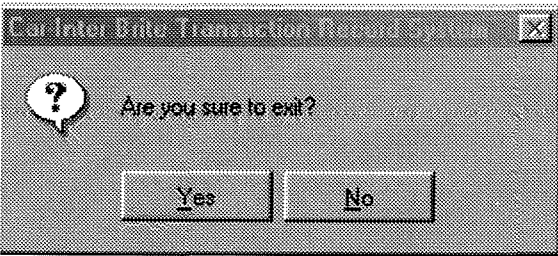 Car-Inter Brite Transaction Record System
Are you sure to exit?
Yes
No